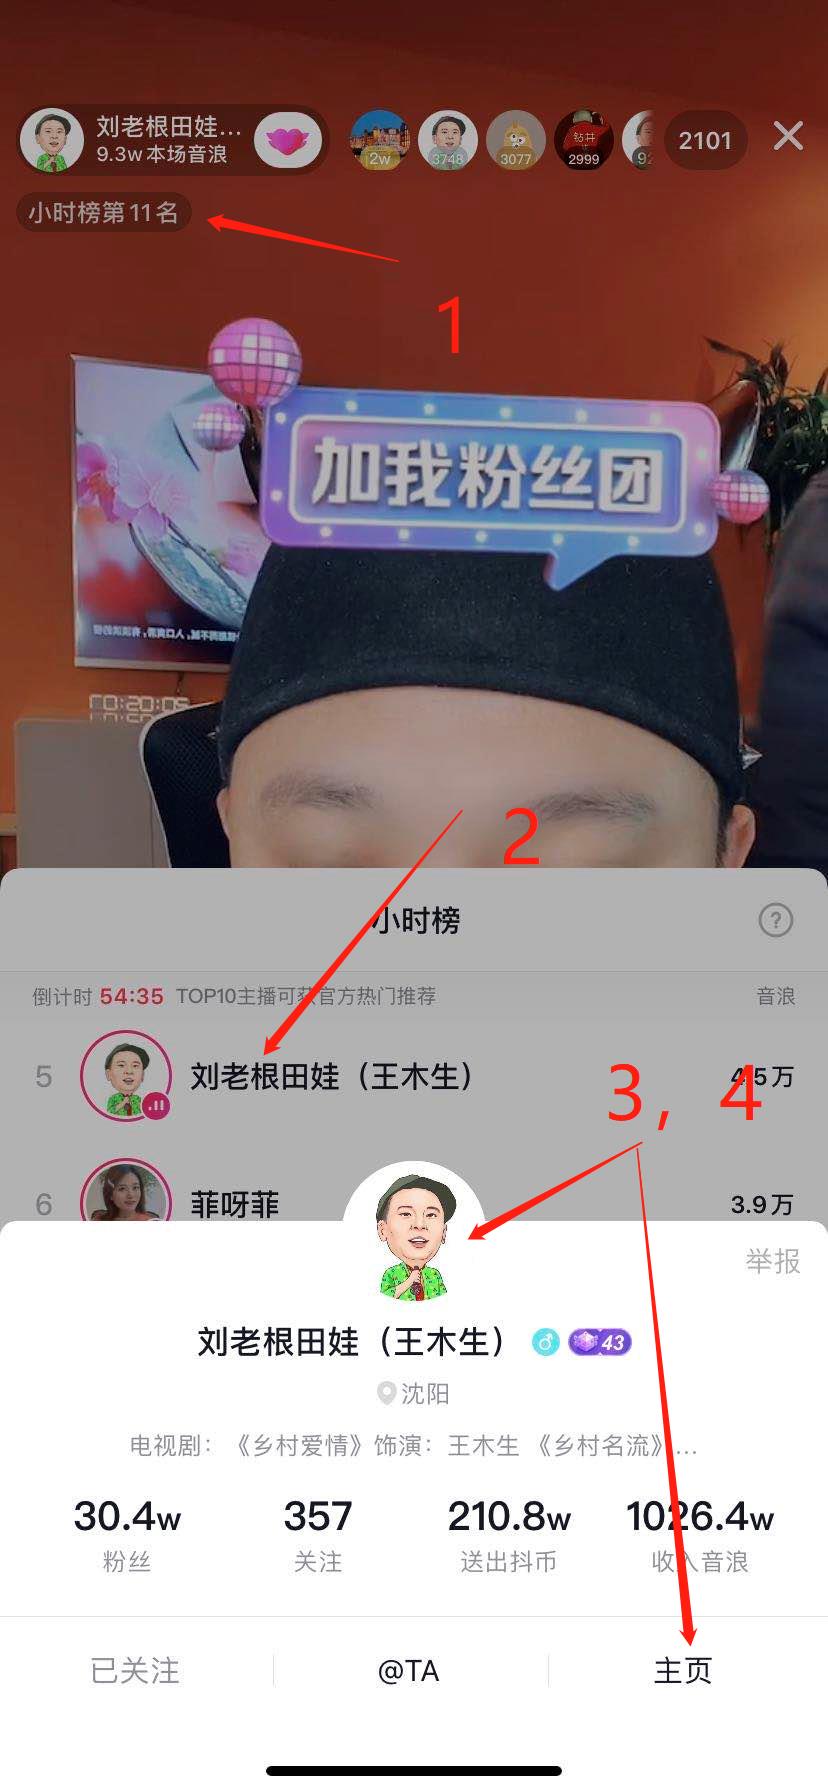 刘老根田娃...
9.3w本场音浪
2w
3748
3077
2999
2101
小时榜第11名
1
加我粉丝团
2
小时榜
?
倒计时 54:35 TOP10主播可获官方热门推荐
音浪
5 刘老根田娃（王木生） 4.5万
3，4
6 菲呀菲 3.9万
举报
刘老根田娃（王木生） 43
沈阳
电视剧：《乡村爱情》饰演：王木生 《乡村名流》...
30.4w 357 210.8w 1026.4w
粉丝 关注 送出抖币 收入音浪
已关注 @TA 主页